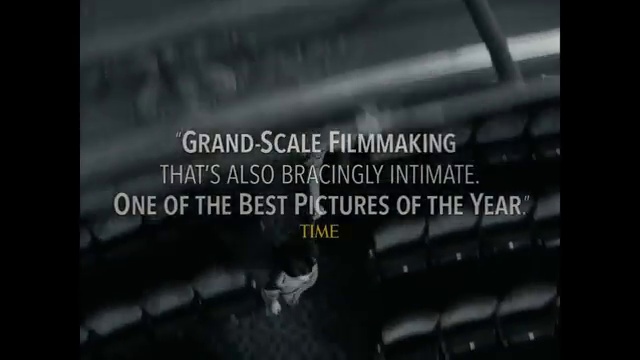 "GRAND-SCALE FILMMAKING
THAT'S ALSO BRACINGLY INTIMATE.
ONE OF THE BEST PICTURES OF THE YEAR."
TIME